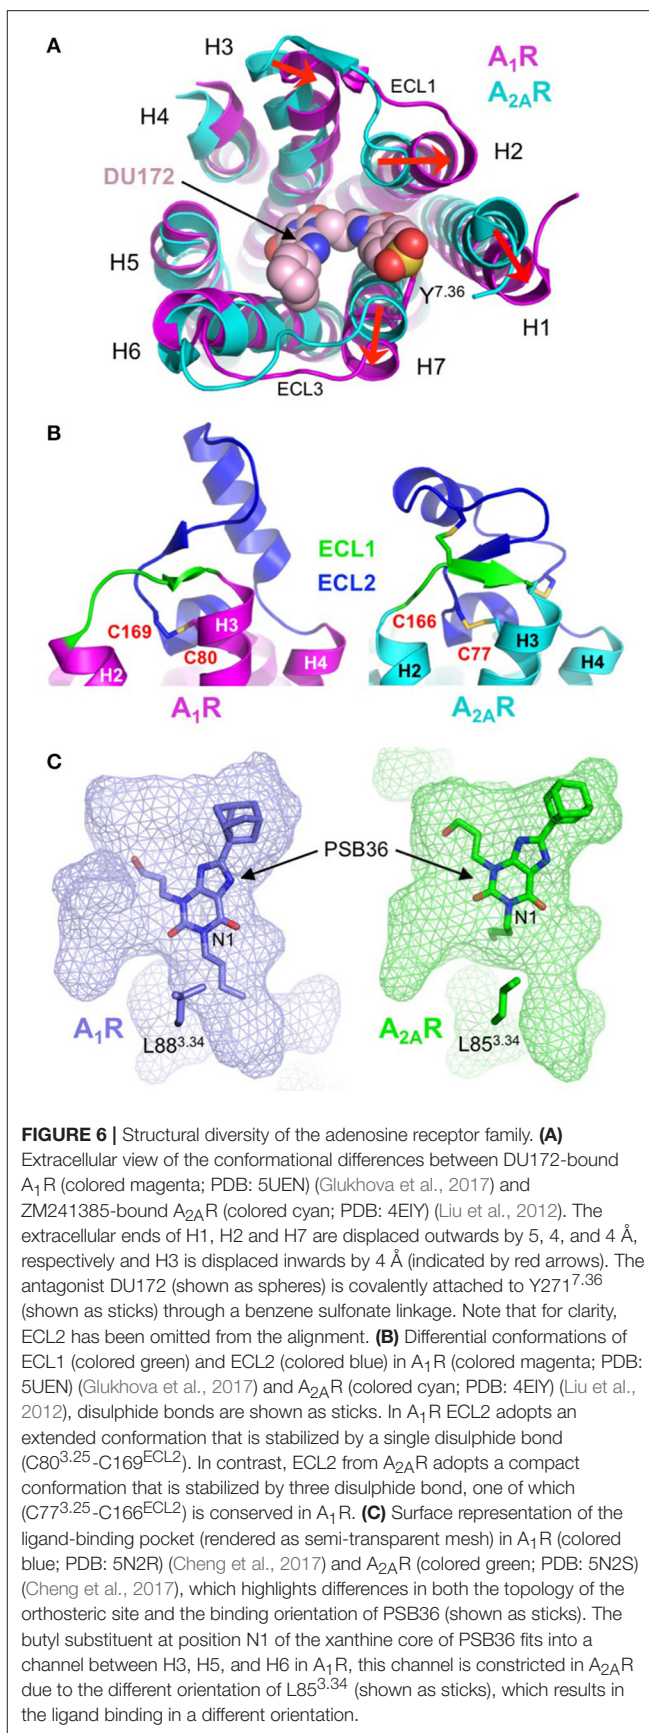 A
H3
A1R
A2AR
ECL1
H4
H2
DU172
H5
Y7.36
H1
H6
H7
ECL3
B
ECL1
ECL2
C169
H3
C80
H2
H4
A1R
C166
C77
H3
H2
H4
A2AR
C
PSB36
N1
N1
A1R
L883.34
A2AR
L853.34
FIGURE 6 | Structural diversity of the adenosine receptor family. (A)
Extracellular view of the conformational differences between DU172-bound
A1R (colored magenta; PDB: 5UEN) (Glukhova et al., 2017) and
ZM241385-bound A2AR (colored cyan; PDB: 4EIY) (Liu et al., 2012). The
extracellular ends of H1, H2 and H7 are displaced outwards by 5, 4, and 4 Å,
respectively and H3 is displaced inwards by 4 Å (indicated by red arrows). The
antagonist DU172 (shown as spheres) is covalently attached to Y2717.36
(shown as sticks) through a benzene sulfonate linkage. Note that for clarity,
ECL2 has been omitted from the alignment. (B) Differential conformations of
ECL1 (colored green) and ECL2 (colored blue) in A1R (colored magenta; PDB:
5UEN) (Glukhova et al., 2017) and A2AR (colored cyan; PDB: 4EIY) (Liu et al.,
2012), disulphide bonds are shown as sticks. In A1R ECL2 adopts an
extended conformation that is stabilized by a single disulphide bond
(C803.25-C169ECL2). In contrast, ECL2 from A2AR adopts a compact
conformation that is stabilized by three disulphide bond, one of which
(C773.25-C166ECL2) is conserved in A1R. (C) Surface representation of the
ligand-binding pocket (rendered as semi-transparent mesh) in A1R (colored
blue; PDB: 5N2R) (Cheng et al., 2017) and A2AR (colored green; PDB: 5N2S)
(Cheng et al., 2017), which highlights differences in both the topology of the
orthosteric site and the binding orientation of PSB36 (shown as sticks). The
butyl substituent at position N1 of the xanthine core of PSB36 fits into a
channel between H3, H5, and H6 in A1R, this channel is constricted in A2AR
due to the different orientation of L853.34 (shown as sticks), which results in
the ligand binding in a different orientation.